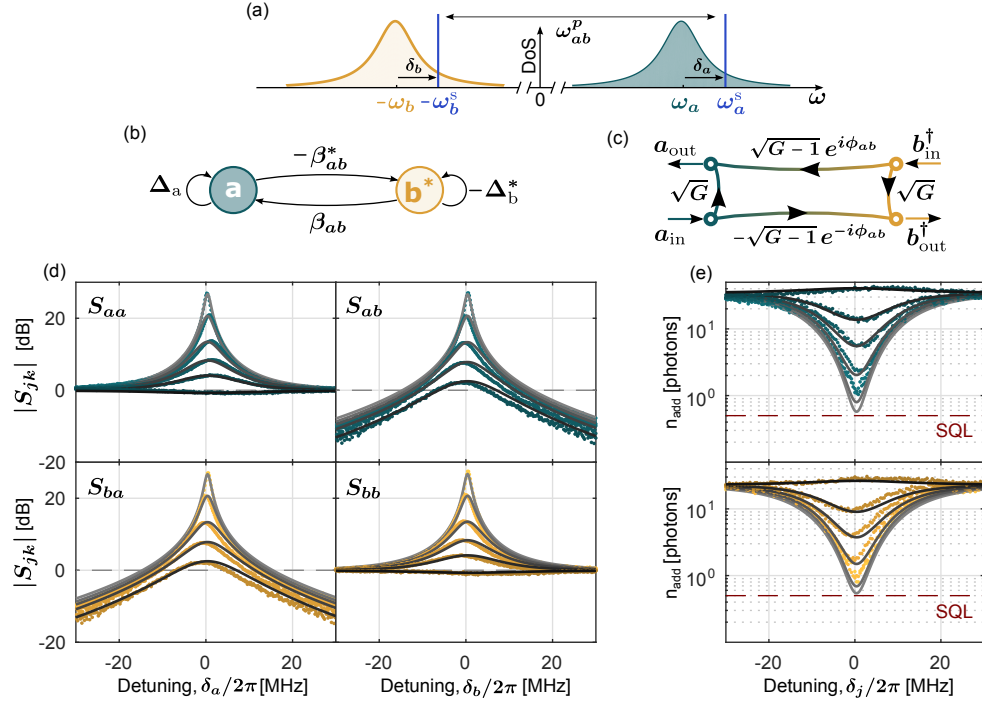 (a)
ω^p_ab
DoS
δ_b
δ_a
-ω_b
-ω_b^s
0
ω_a
ω_a^s
ω
(b)
-β*_ab
Δ_a
a
b*
-Δ_b^*
β_ab
(c)
a_out
√(G-1) e^{iϕ_ab}
b†_in
√G
√G
a_in
-√(G-1) e^{-iϕ_ab}
b†_out
(d)
S_aa
S_ab
|S_jk| [dB]
20
0
-20
S_ba
S_bb
|S_jk| [dB]
20
0
-20
-20
0
20
-20
0
20
Detuning, δ_a/2π [MHz]
Detuning, δ_b/2π [MHz]
(e)
n_add [photons]
10^1
10^0
SQL
n_add [photons]
10^1
10^0
SQL
-20
0
20
Detuning, δ_j/2π [MHz]